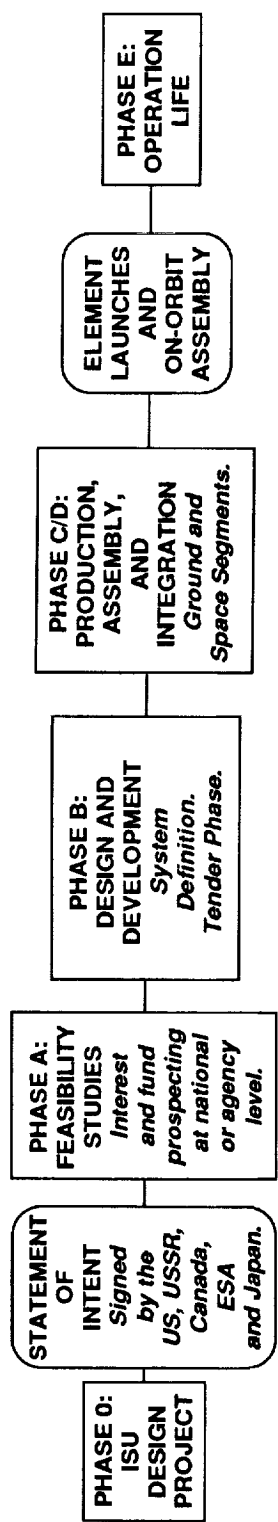 PHASE 0:
ISU
DESIGN
PROJECT
STATEMENT
OF
INTENT
Signed
by the
US, USSR,
Canada,
ESA
and Japan.
PHASE A:
FEASIBILITY
STUDIES
Interest
and fund
prospecting
at national
or agency
level.
PHASE B:
DESIGN AND
DEVELOPMENT
System
Definition.
Tender Phase.
PHASE C/D:
PRODUCTION,
ASSEMBLY,
AND
INTEGRATION
Ground and
Space Segments.
ELEMENT
LAUNCHES
AND
ON-ORBIT
ASSEMBLY
PHASE E:
OPERATION
LIFE